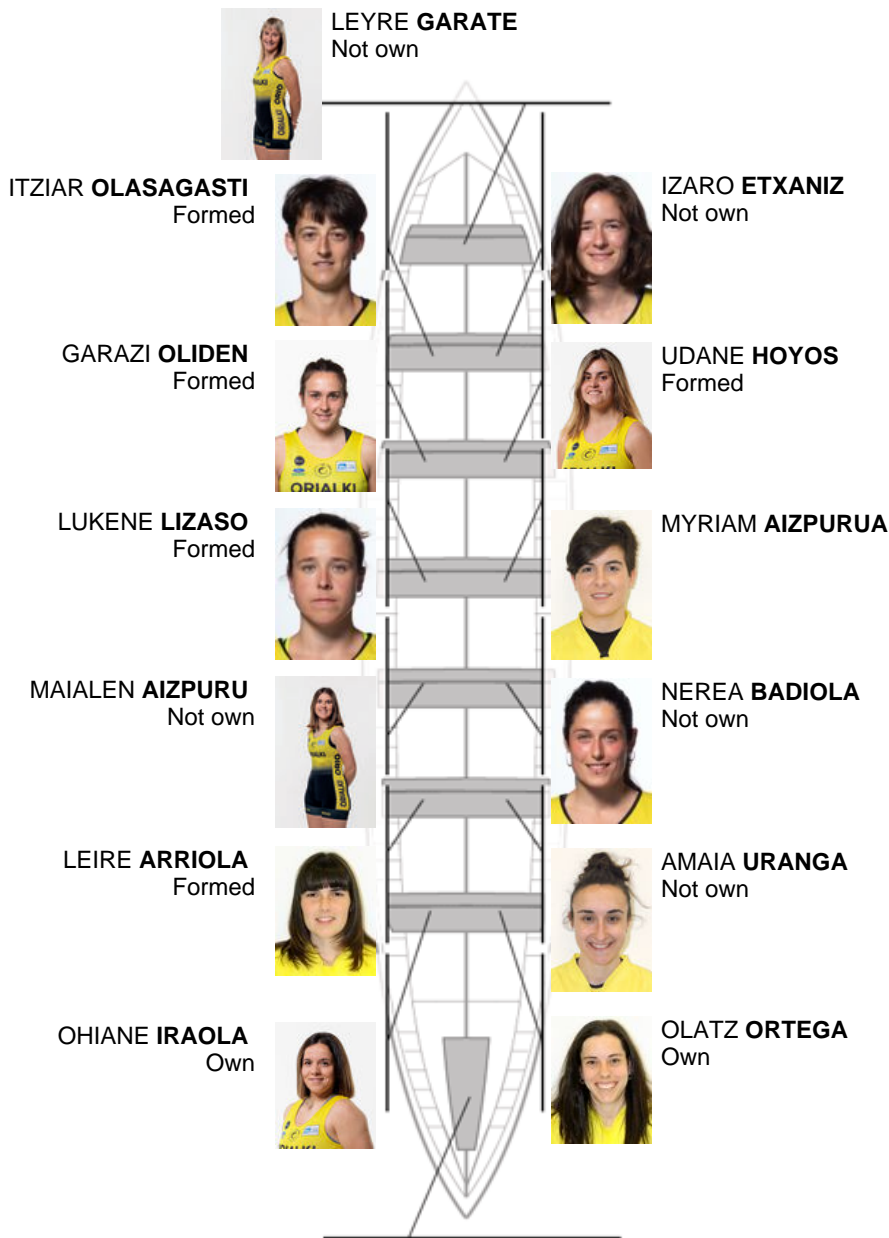 LEYRE GARATE
Not own
ITZIAR OLASAGASTI
Formed
IZARO ETXANIZ
Not own
GARAZI OLIDEN
Formed
UDANE HOYOS
Formed
ORIALKI
LUKENE LIZASO
Formed
MYRIAM AIZPURUA
MAIALEN AIZPURU
Not own
NEREA BADIOLA
Not own
LEIRE ARRIOLA
Formed
AMAIA URANGA
Not own
OHIANE IRAOLA
Own
OLATZ ORTEGA
Own